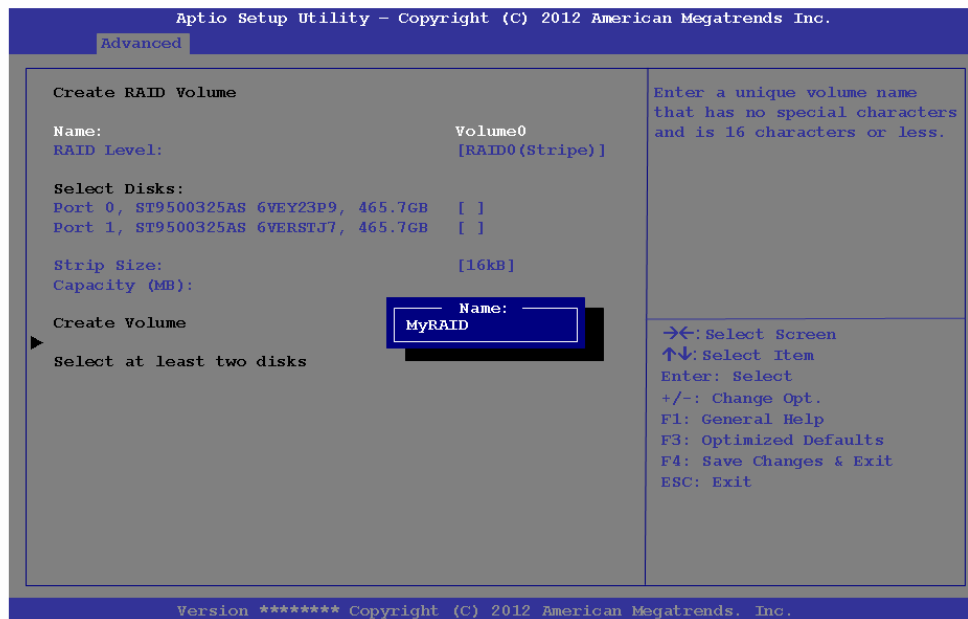 Aptio Setup Utility – Copyright (C) 2012 American Megatrends Inc.
Advanced
Create RAID Volume
Name: Volume0
RAID Level: [RAID0(Stripe)]
Select Disks:
Port 0, ST9500325AS 6VEY23P9, 465.7GB [ ]
Port 1, ST9500325AS 6VERSTJ7, 465.7GB [ ]
Strip Size: [16kB]
Capacity (MB):
Create Volume
Select at least two disks
Name:
MyRAID
Enter a unique volume name
that has no special characters
and is 16 characters or less.
→←: Select Screen
↑↓: Select Item
Enter: Select
+/-: Change Opt.
F1: General Help
F3: Optimized Defaults
F4: Save Changes & Exit
ESC: Exit
Version ******** Copyright (C) 2012 American Megatrends. Inc.